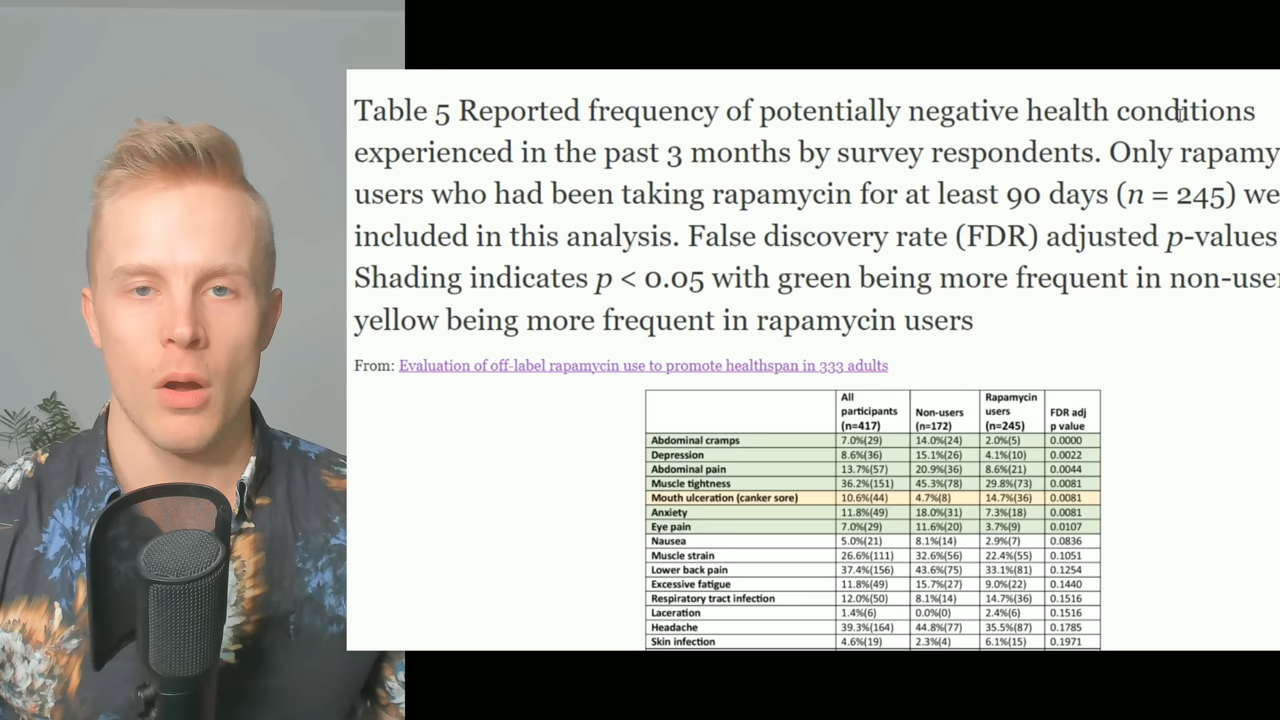 Table 5 Reported frequency of potentially negative health conditions
experienced in the past 3 months by survey respondents. Only rapamy
users who had been taking rapamycin for at least 90 days (n = 245) we
included in this analysis. False discovery rate (FDR) adjusted p-values
Shading indicates p < 0.05 with green being more frequent in non-use
yellow being more frequent in rapamycin users
From: Evaluation of off-label rapamycin use to promote healthspan in 333 adults
All participants (n=417) Non-users (n=172) Rapamycin users (n=245) FDR adj p value
Abdominal cramps 7.0%(29) 14.0%(24) 2.0%(5) 0.0000
Depression 8.6%(36) 15.1%(26) 4.1%(10) 0.0022
Abdominal pain 13.7%(57) 20.9%(36) 8.6%(21) 0.0044
Muscle tightness 36.2%(151) 45.3%(78) 29.8%(73) 0.0081
Mouth ulceration (canker sore) 10.6%(44) 4.7%(8) 14.7%(36) 0.0081
Anxiety 11.8%(49) 18.0%(31) 7.3%(18) 0.0081
Eye pain 7.0%(29) 11.6%(20) 3.7%(9) 0.0107
Nausea 5.0%(21) 8.1%(14) 2.9%(7) 0.0836
Muscle strain 26.6%(111) 32.6%(56) 22.4%(55) 0.1051
Lower back pain 37.4%(156) 43.6%(75) 33.1%(81) 0.1254
Excessive fatigue 11.8%(49) 15.7%(27) 9.0%(22) 0.1440
Respiratory tract infection 12.0%(50) 8.1%(14) 14.7%(36) 0.1516
Laceration 1.4%(6) 0.0%(0) 2.4%(6) 0.1516
Headache 39.3%(164) 44.8%(77) 35.5%(87) 0.1785
Skin infection 4.6%(19) 2.3%(4) 6.1%(15) 0.1971